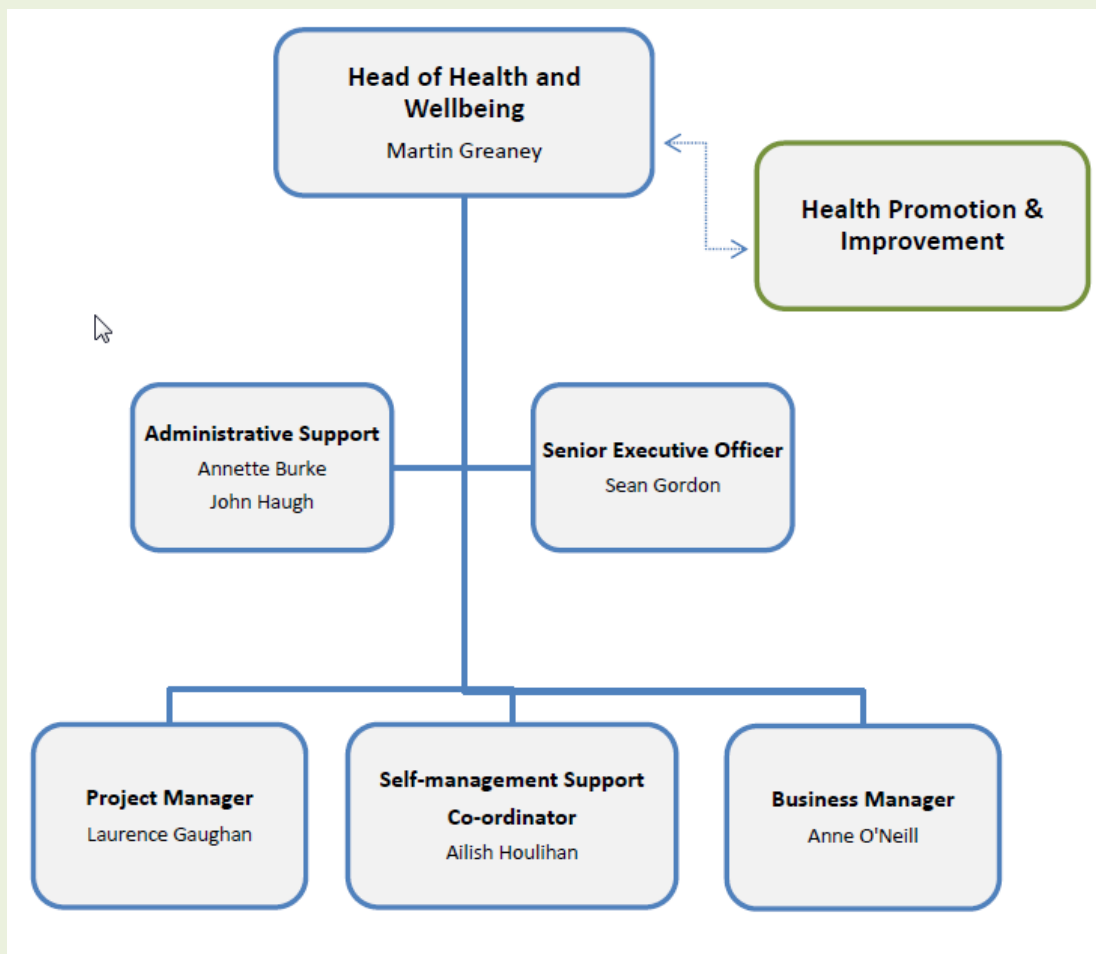 Head of Health and
Wellbeing
Martin Greaney
Health Promotion &
Improvement
Administrative Support
Annette Burke
John Haugh
Senior Executive Officer
Sean Gordon
Project Manager
Laurence Gaughan
Self-management Support
Co-ordinator
Ailish Houlihan
Business Manager
Anne O'Neill